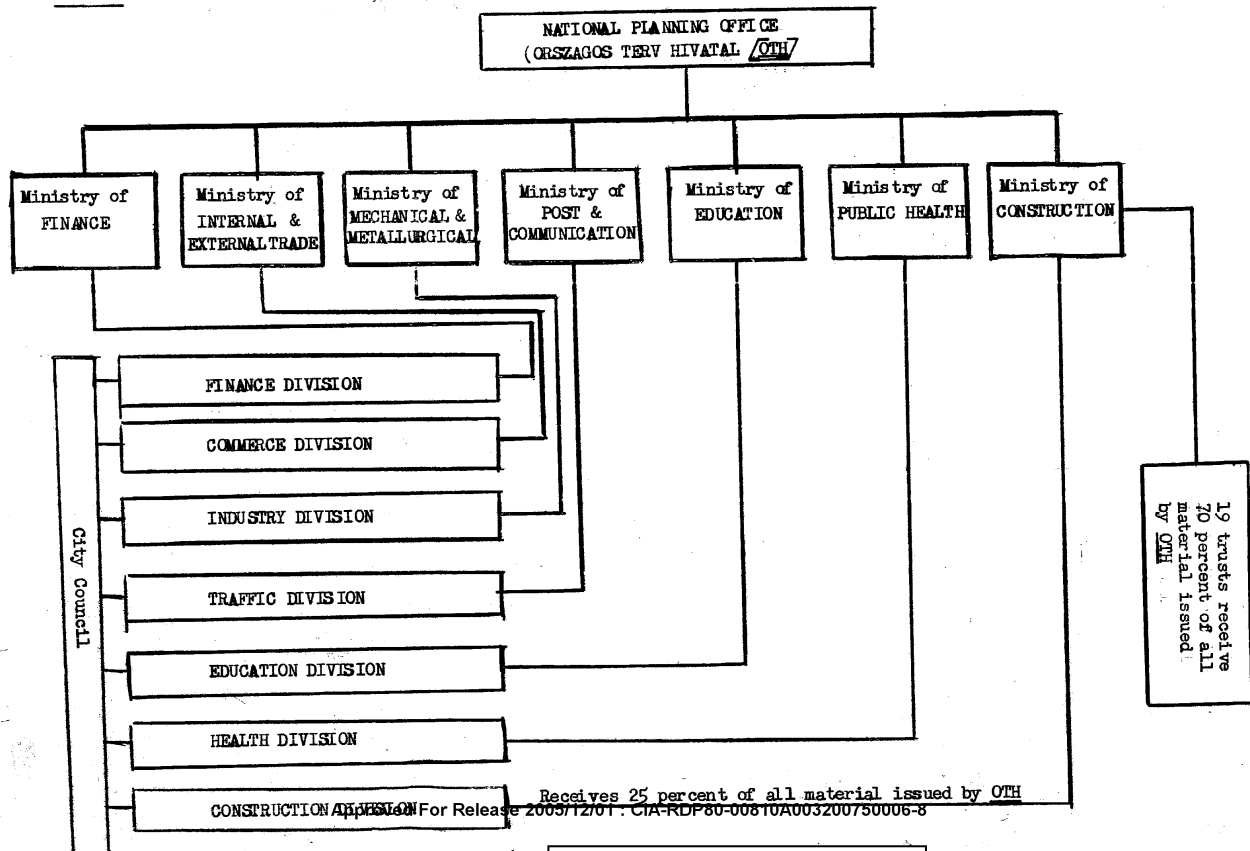 NATIONAL PLANNING OFFICE
(ORSZAGOS TERV HIVATAL /OTH/
Ministry of
FINANCE
Ministry of
INTERNAL &
EXTERNAL TRADE
Ministry of
MECHANICAL &
METALLURGICAL
Ministry of
POST &
COMMUNICATION
Ministry of
EDUCATION
Ministry of
PUBLIC HEALTH
Ministry of
CONSTRUCTION
City Council
FINANCE DIVISION
COMMERCE DIVISION
INDUSTRY DIVISION
TRAFFIC DIVISION
EDUCATION DIVISION
HEALTH DIVISION
CONSTRUCTION DIVISION
19 trusts receive
70 percent of all
material issued
by OTH
Receives 25 percent of all material issued by OTH
Approved For Release 2005/12/01 : CIA-RDP80-00810A003200750006-8